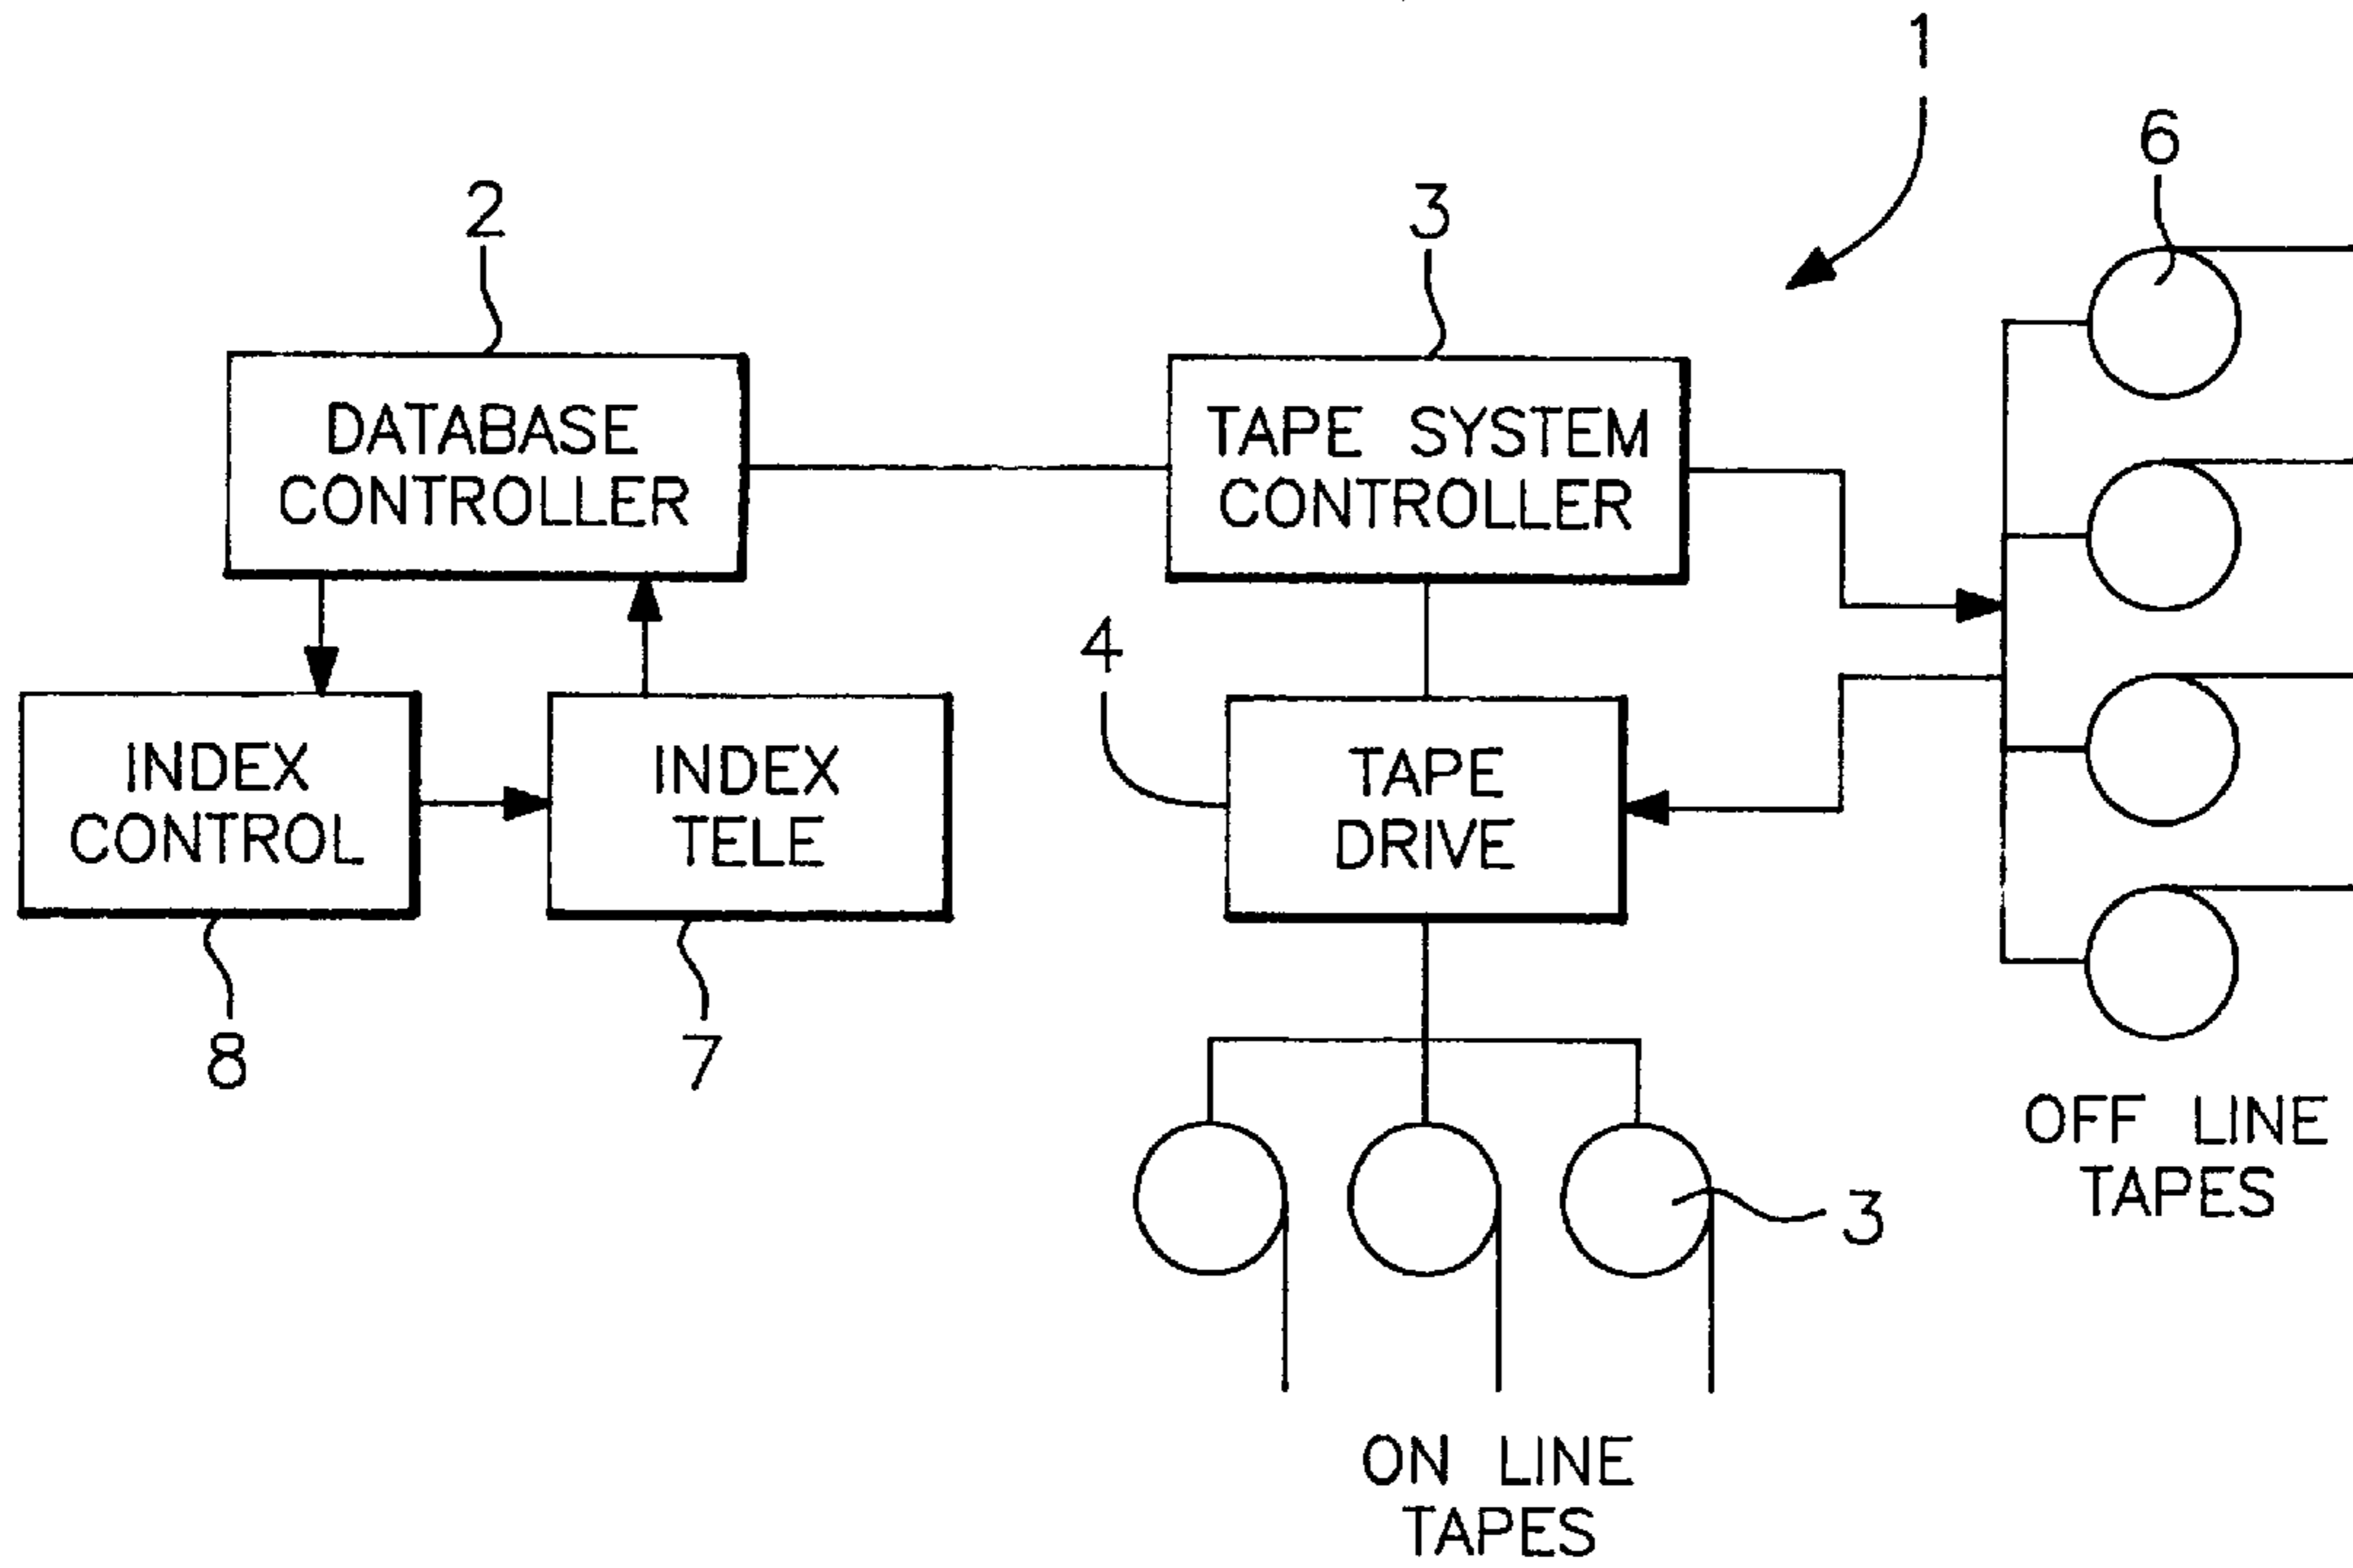 1
6
2
3
DATABASE
CONTROLLER
TAPE SYSTEM
CONTROLLER
4
INDEX
CONTROL
INDEX
TELE
TAPE
DRIVE
8
7
OFF LINE
TAPES
3
ON LINE
TAPES